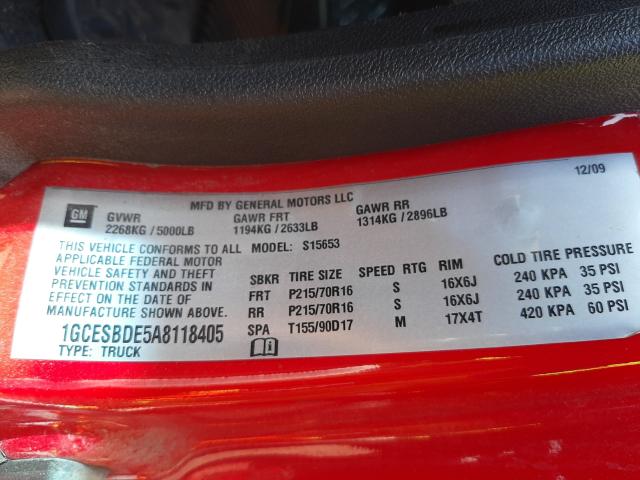 12/09
MFD BY GENERAL MOTORS LLC
GM
GVWR GAWR FRT GAWR RR
2268KG / 5000LB 1194KG / 2633LB 1314KG / 2896LB
THIS VEHICLE CONFORMS TO ALL MODEL: S15653
APPLICABLE FEDERAL MOTOR
VEHICLE SAFETY AND THEFT
PREVENTION STANDARDS IN
EFFECT ON THE DATE OF
MANUFACTURE SHOWN ABOVE.
SBKR TIRE SIZE SPEED RTG RIM COLD TIRE PRESSURE
FRT P215/70R16 S 16X6J 240 KPA 35 PSI
RR P215/70R16 S 16X6J 240 KPA 35 PSI
SPA T155/90D17 M 17X4T 420 KPA 60 PSI
1GCESBDE5A8118405
TYPE: TRUCK